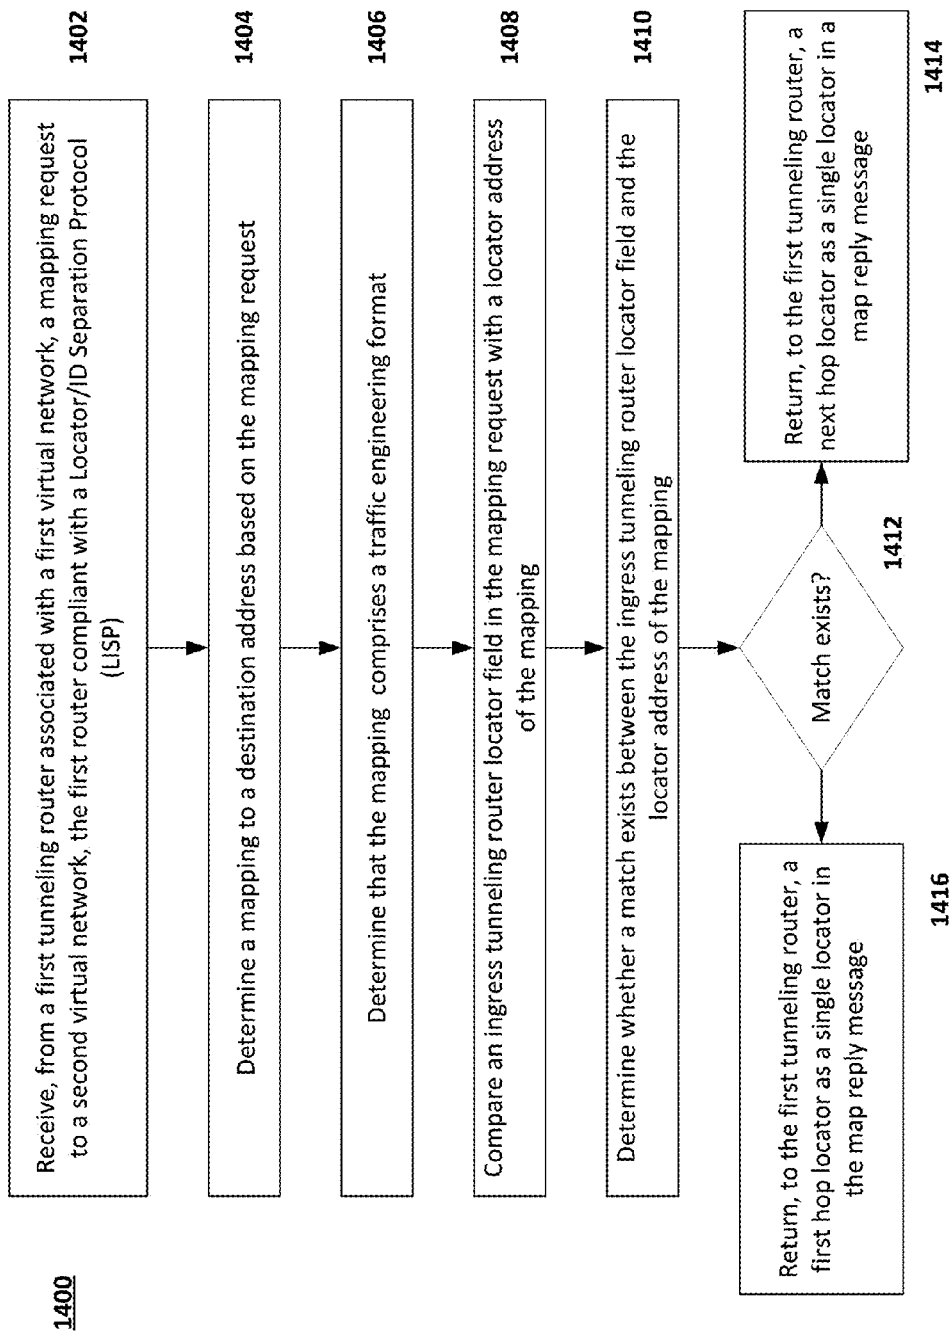 1400
Receive, from a first tunneling router associated with a first virtual network, a mapping request
to a second virtual network, the first router compliant with a Locator/ID Separation Protocol
(LISP)
1402
Determine a mapping to a destination address based on the mapping request
1404
Determine that the mapping comprises a traffic engineering format
1406
Compare an ingress tunneling router locator field in the mapping request with a locator address
of the mapping
1408
Determine whether a match exists between the ingress tunneling router locator field and the
locator address of the mapping
1410
Match exists?
1412
Return, to the first tunneling router, a
first hop locator as a single locator in
the map reply message
1416
Return, to the first tunneling router, a
next hop locator as a single locator in a
map reply message
1414